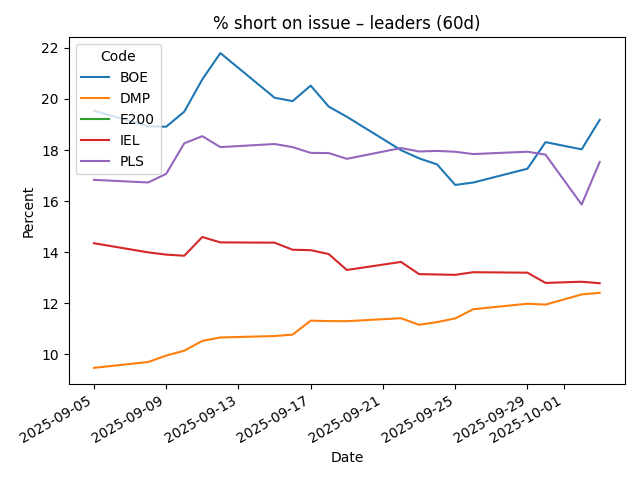 % short on issue – leaders (60d)
Code
BOE
DMP
E200
IEL
PLS
Percent
22
20
18
16
14
12
10
2025-09-05
2025-09-09
2025-09-13
2025-09-17
2025-09-21
2025-09-25
2025-09-29
2025-10-01
Date